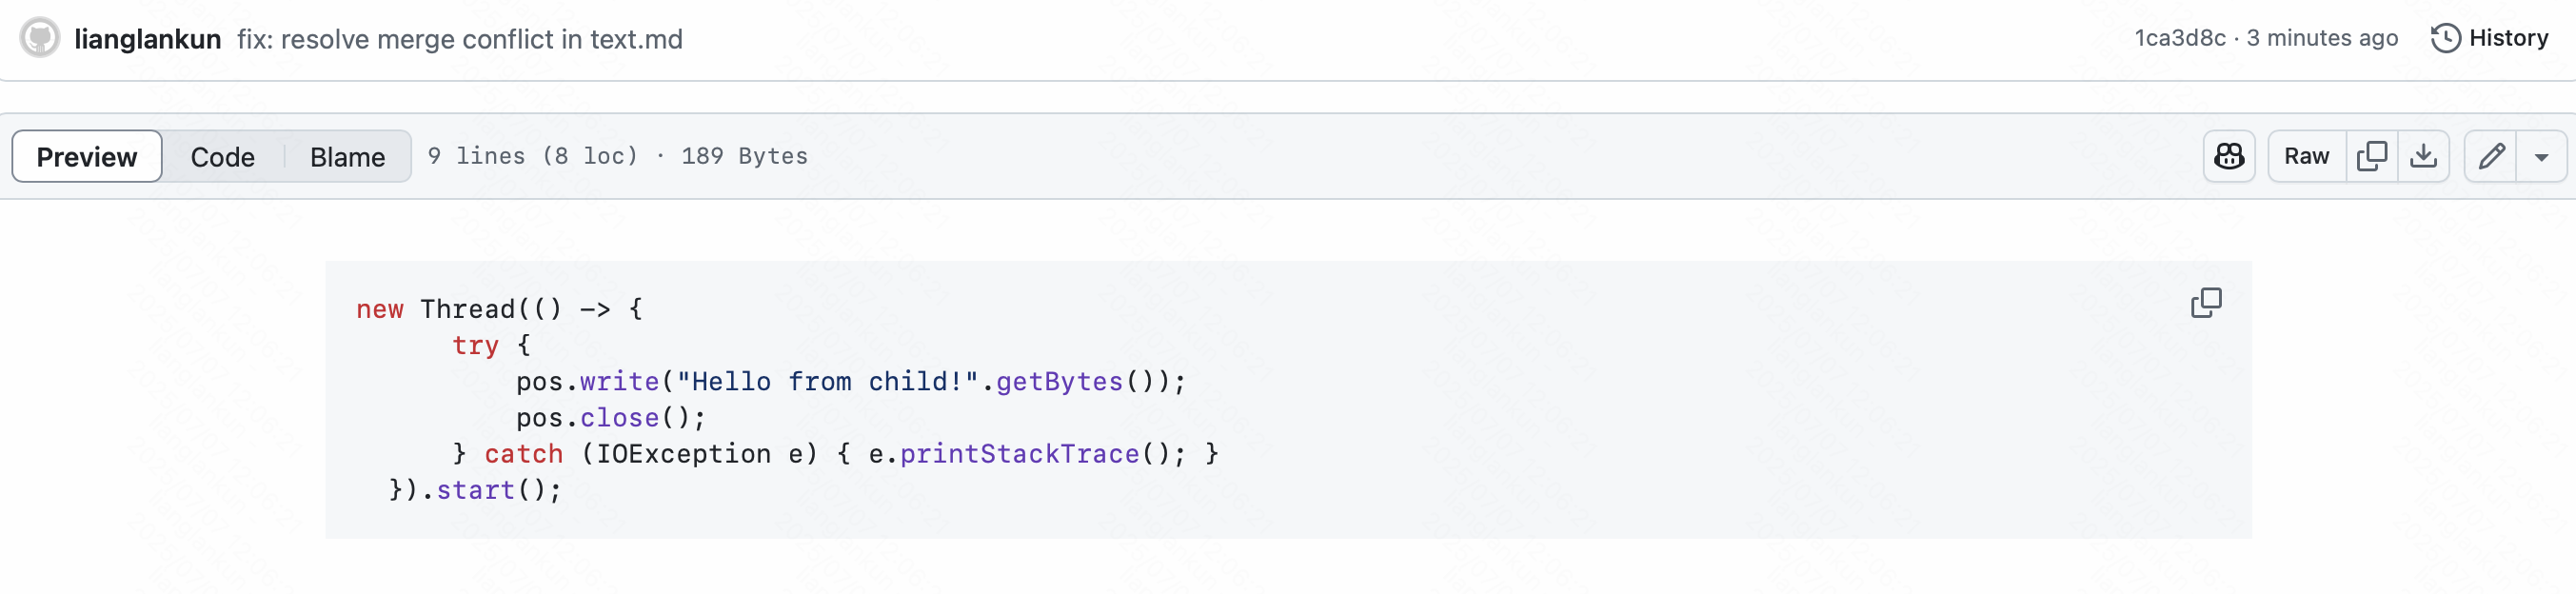 lianglankun fix: resolve merge conflict in text.md 1ca3d8c · 3 minutes ago History
Preview Code Blame 9 lines (8 loc) · 189 Bytes Raw
new Thread(() -> {
      try {
          pos.write("Hello from child!".getBytes());
          pos.close();
      } catch (IOException e) { e.printStackTrace(); }
  }).start();